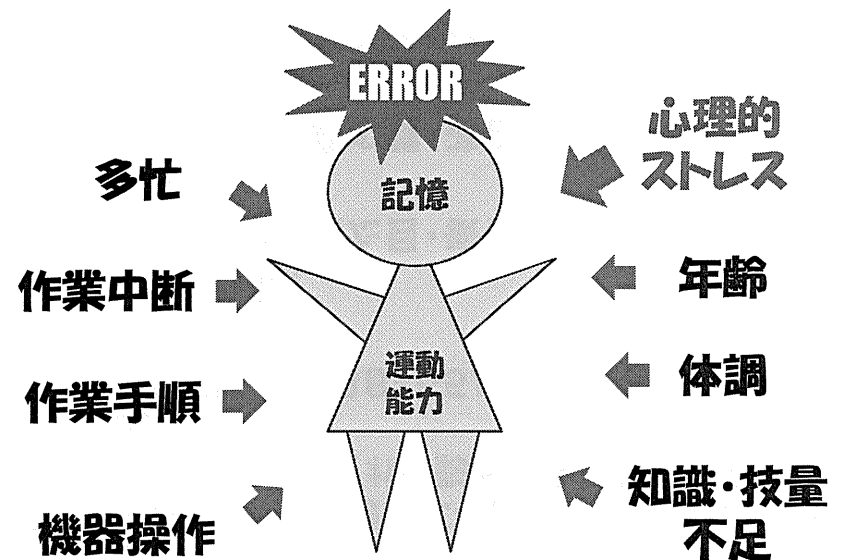 ERROR
記憶
運動
能力
多忙
作業中断
作業手順
機器操作
心理的
ストレス
年齢
体調
知識・技量
不足